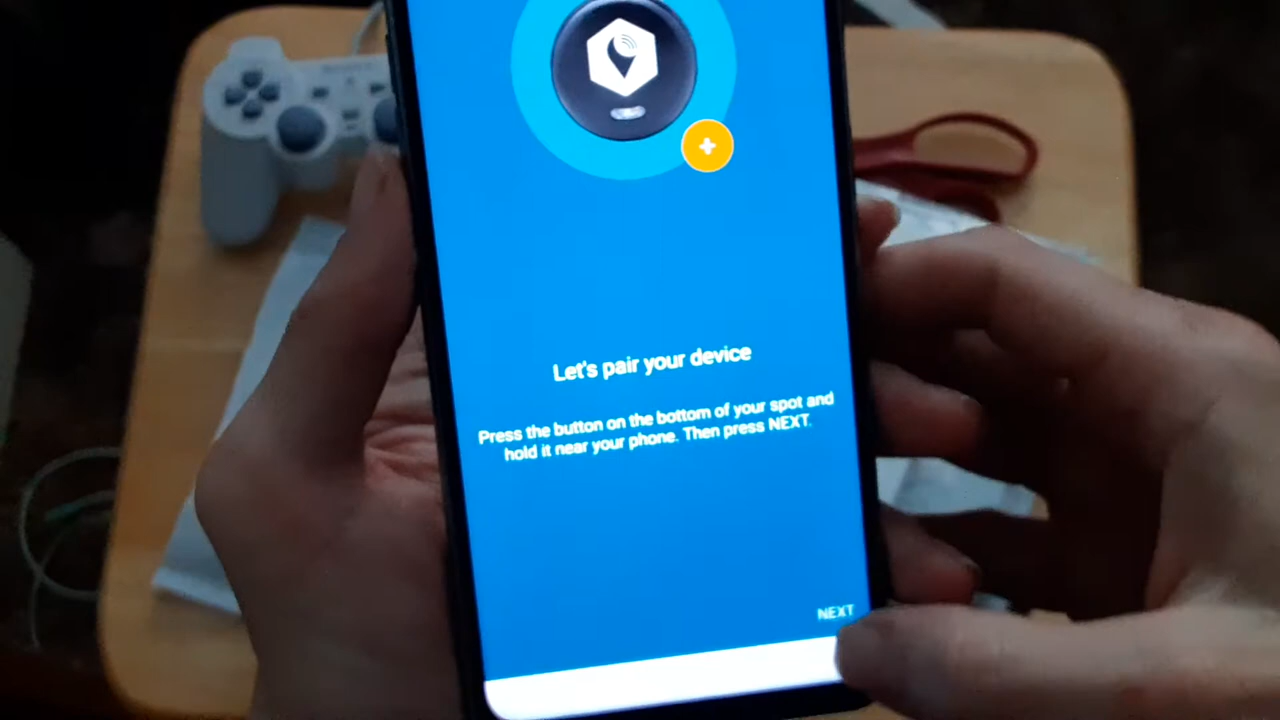 Let's pair your device
Press the button on the bottom of your spot and
hold it near your phone. Then press NEXT.
NEXT